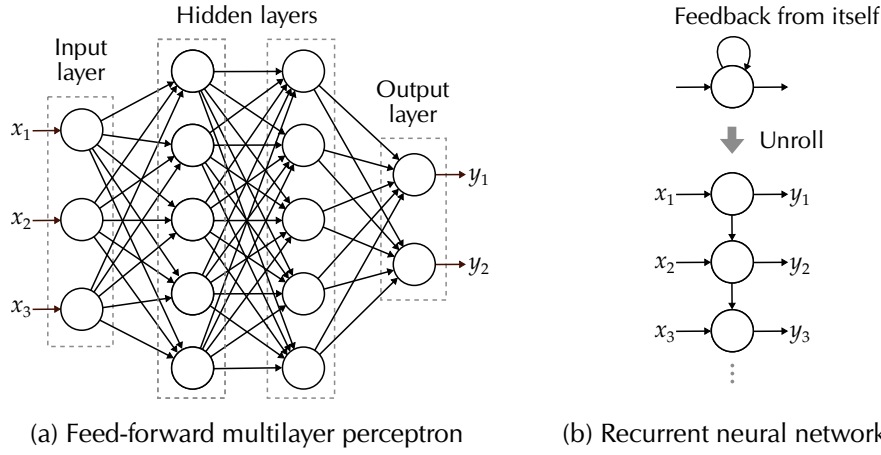 Hidden layers
Input
layer
Output
layer
x1
x2
x3
y1
y2
(a) Feed-forward multilayer perceptron
Feedback from itself
Unroll
x1 y1
x2 y2
x3 y3
(b) Recurrent neural network